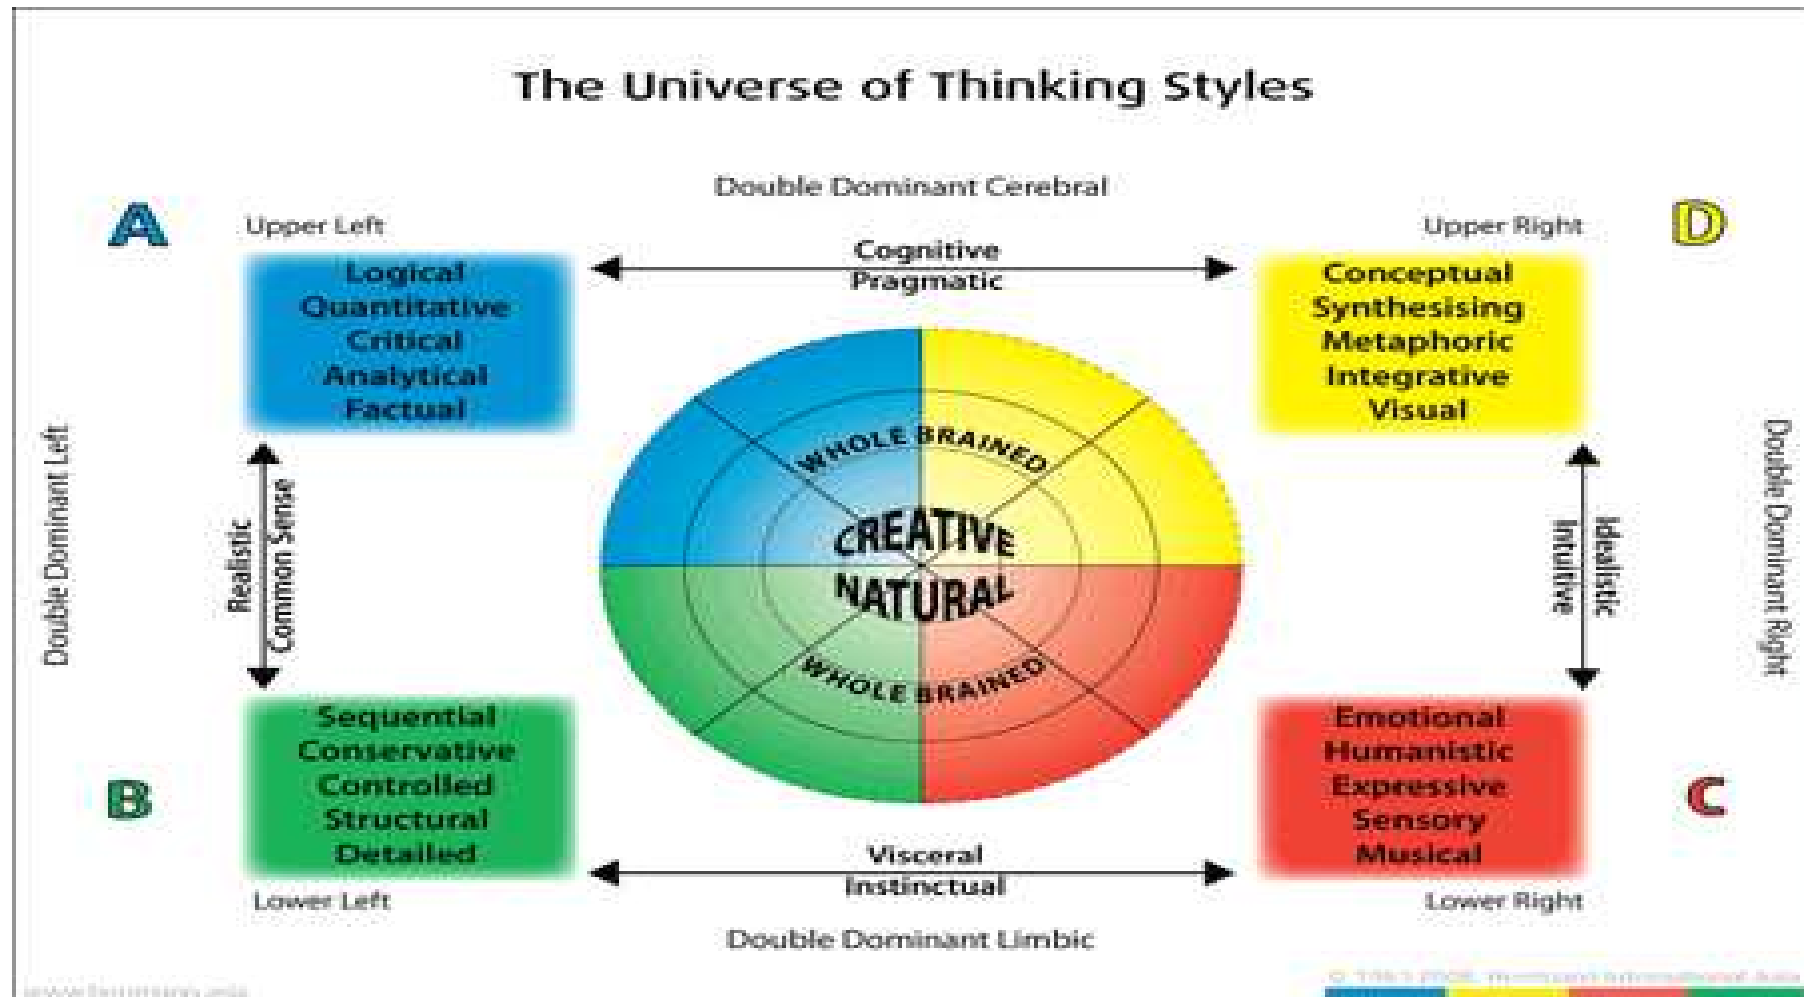 The Universe of Thinking Styles
Double Dominant Cerebral
A
Upper Left
Upper Right
D
Cognitive
Pragmatic
Logical
Quantitative
Critical
Analytical
Factual
Conceptual
Synthesising
Metaphoric
Integrative
Visual
Double Dominant Left
Realistic
Common Sense
WHOLE BRAINED
CREATIVE
NATURAL
WHOLE BRAINED
Idealistic
Intuitive
Double Dominant Right
B
Sequential
Conservative
Controlled
Structural
Detailed
Lower Left
Emotional
Humanistic
Expressive
Sensory
Musical
Lower Right
C
Visceral
Instinctual
Double Dominant Limbic